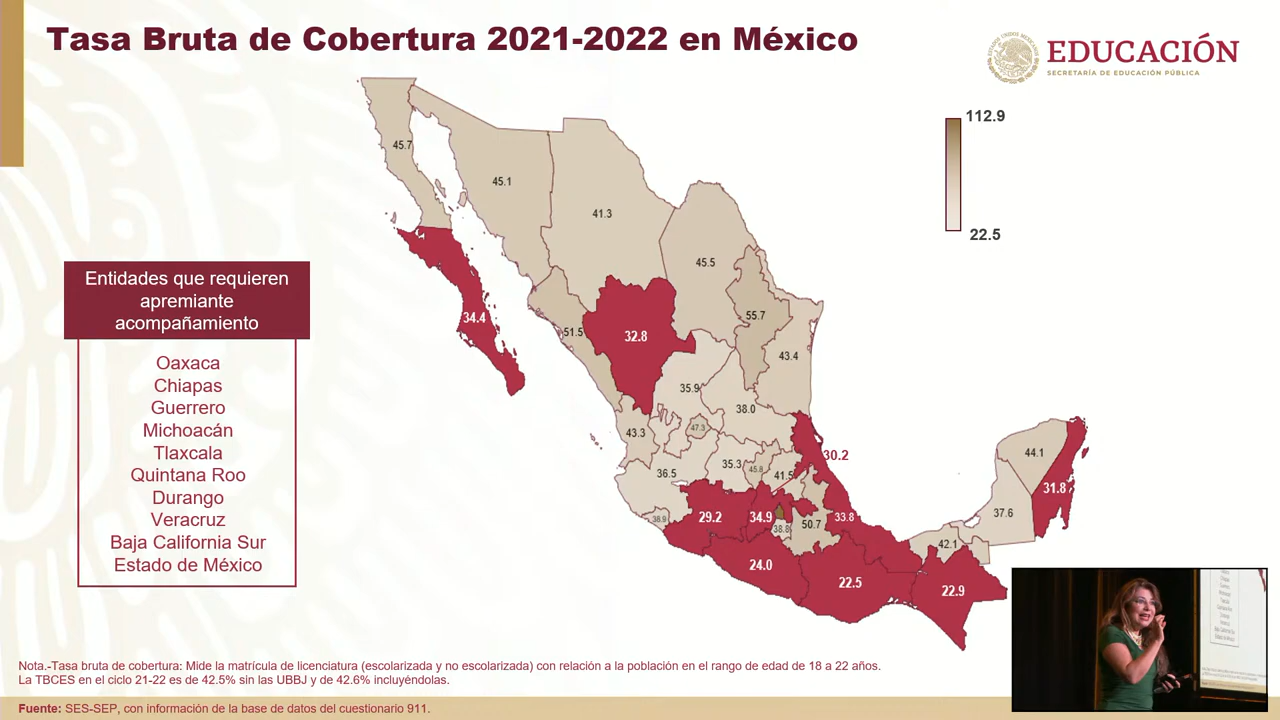 Tasa Bruta de Cobertura 2021-2022 en México
EDUCACIÓN
SECRETARÍA DE EDUCACIÓN PÚBLICA
112.9
22.5
45.7
45.1
41.3
45.5
55.7
Entidades que requieren
apremiante
acompañamiento
Oaxaca
Chiapas
Guerrero
Michoacán
Tlaxcala
Quintana Roo
Durango
Veracruz
Baja California Sur
Estado de México
34.4
32.8
51.5
43.4
35.9
38.0
43.3
47.3
36.5
35.3
45.8
41.5
30.2
44.1
31.8
37.6
38.9
29.2
34.9
38.8
50.7
33.8
42.1
24.0
22.5
22.9
Nota.-Tasa bruta de cobertura: Mide la matrícula de licenciatura (escolarizada y no escolarizada) con relación a la población en el rango de edad de 18 a 22 años.
La TBCES en el ciclo 21-22 es de 42.5% sin las UBBJ y de 42.6% incluyéndolas.
Fuente: SES-SEP, con información de la base de datos del cuestionario 911.